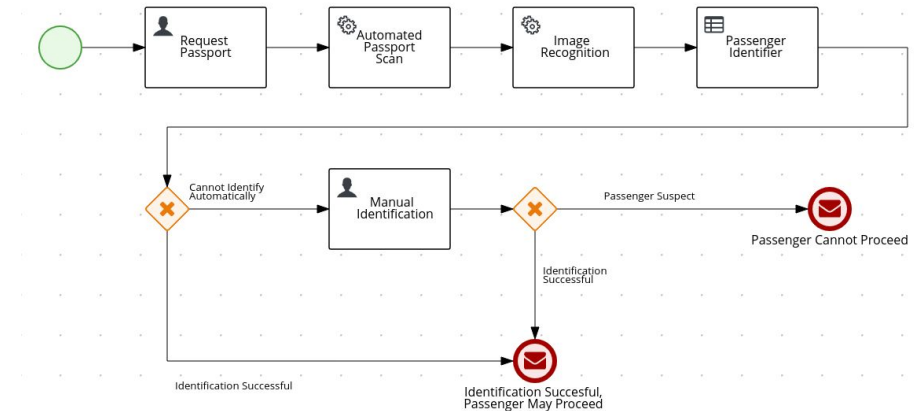 Request
Passport
Automated
Passport
Scan
Image
Recognition
Passenger
Identifier
Cannot Identify
Automatically
Manual
Identification
Passenger Suspect
Passenger Cannot Proceed
Identification
Successful
Identification Successful
Identification Succesful,
Passenger May Proceed